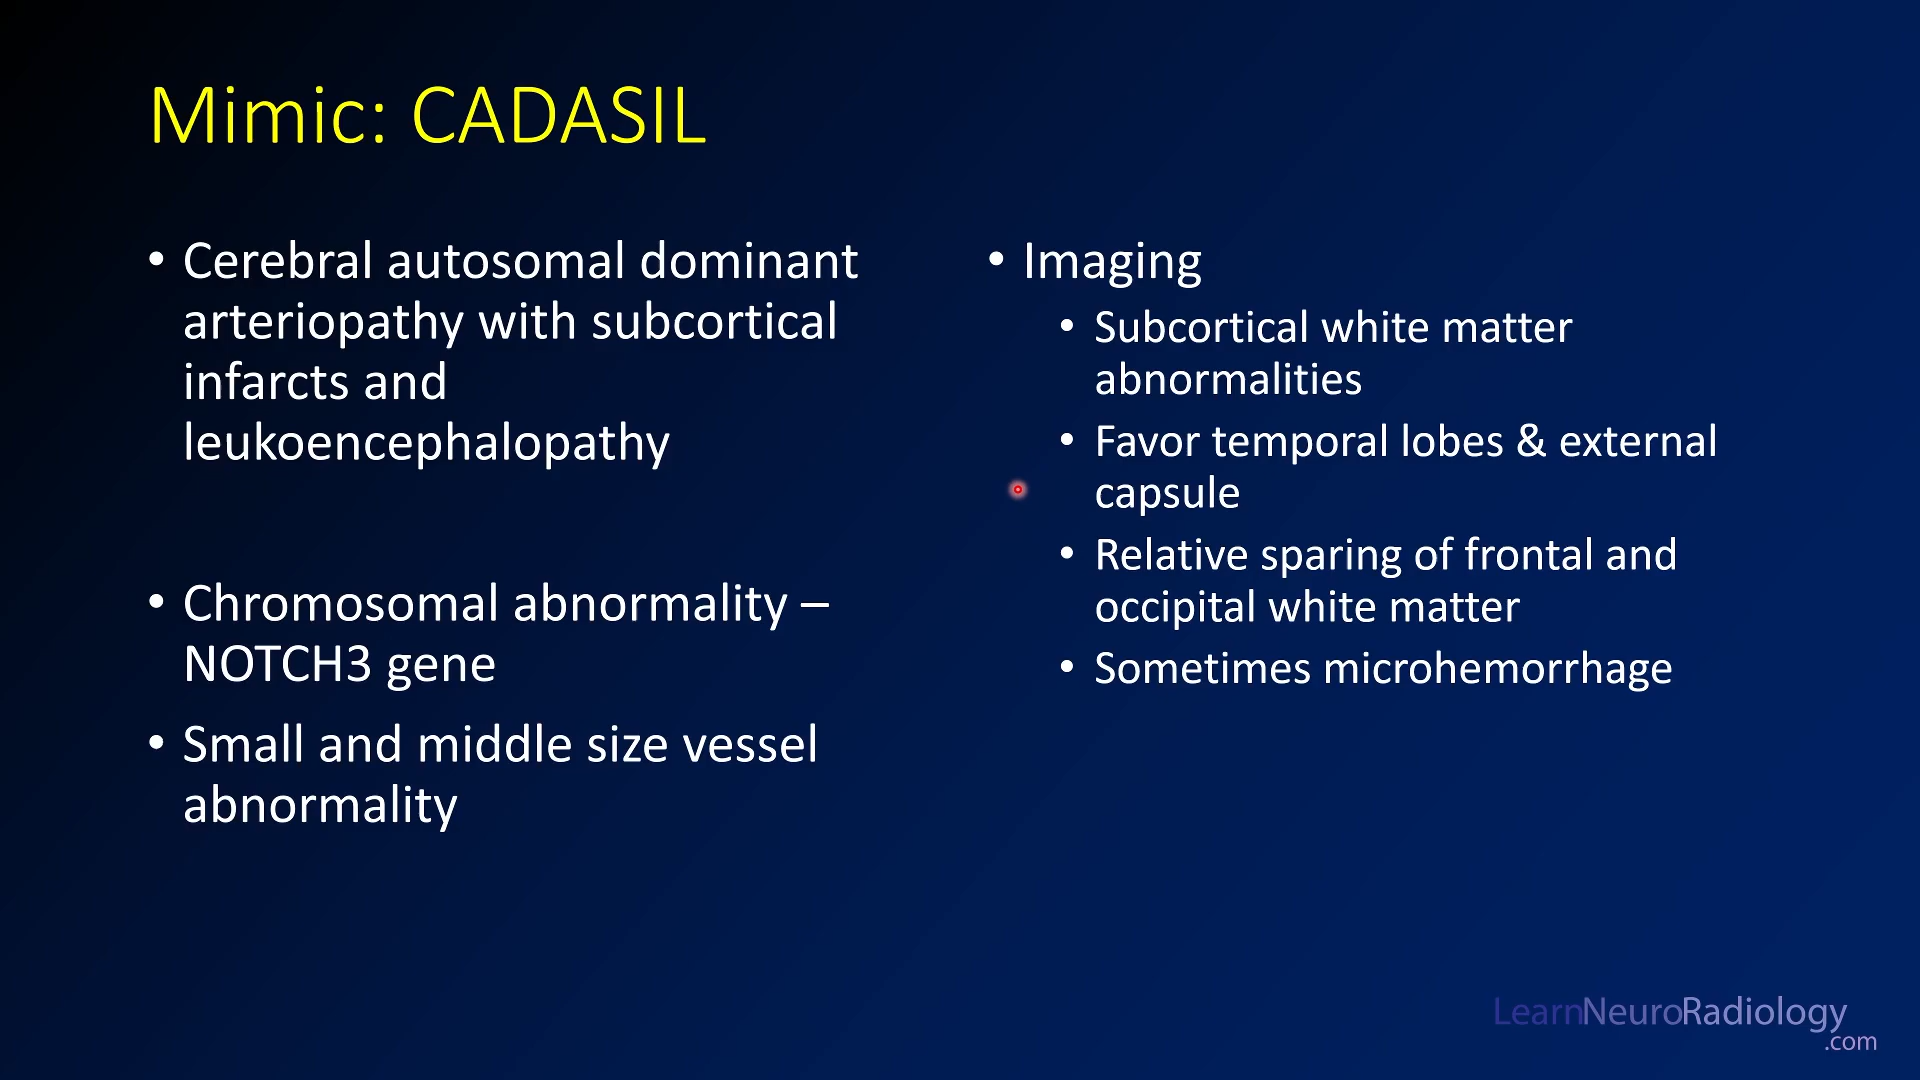 Mimic: CADASIL
• Cerebral autosomal dominant
arteriopathy with subcortical
infarcts and
leukoencephalopathy
• Chromosomal abnormality –
NOTCH3 gene
• Small and middle size vessel
abnormality
• Imaging
• Subcortical white matter
abnormalities
• Favor temporal lobes & external
capsule
• Relative sparing of frontal and
occipital white matter
• Sometimes microhemorrhage
LearnNeuroRadiology
.com